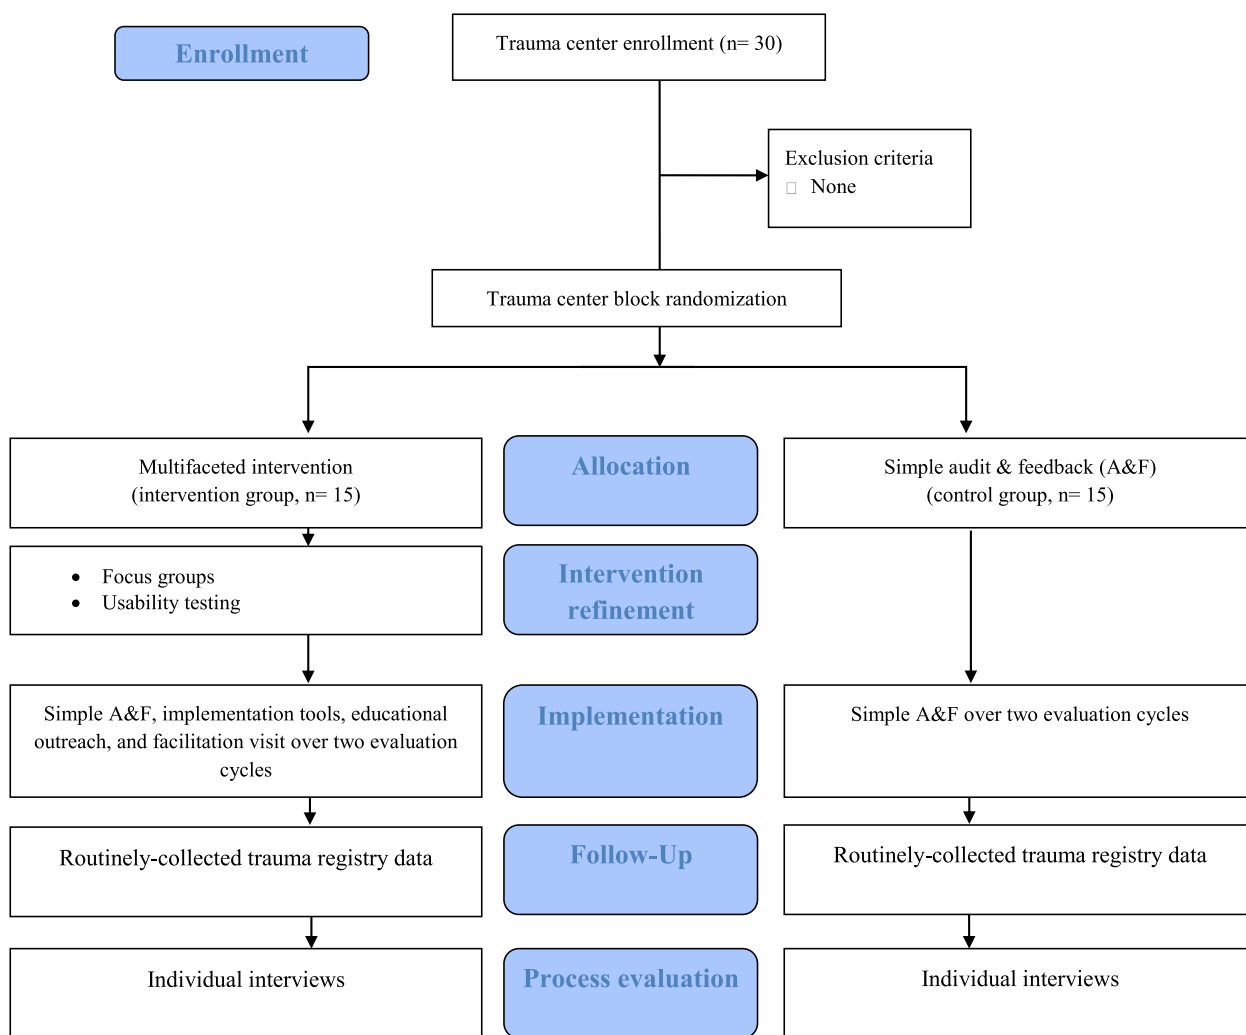 Enrollment
Trauma center enrollment (n= 30)
Exclusion criteria
None
Trauma center block randomization
Multifaceted intervention
(intervention group, n= 15)
Allocation
Simple audit & feedback (A&F)
(control group, n= 15)
• Focus groups
• Usability testing
Intervention
refinement
Simple A&F, implementation tools, educational
outreach, and facilitation visit over two evaluation
cycles
Implementation
Simple A&F over two evaluation cycles
Routinely-collected trauma registry data
Follow-Up
Routinely-collected trauma registry data
Individual interviews
Process evaluation
Individual interviews